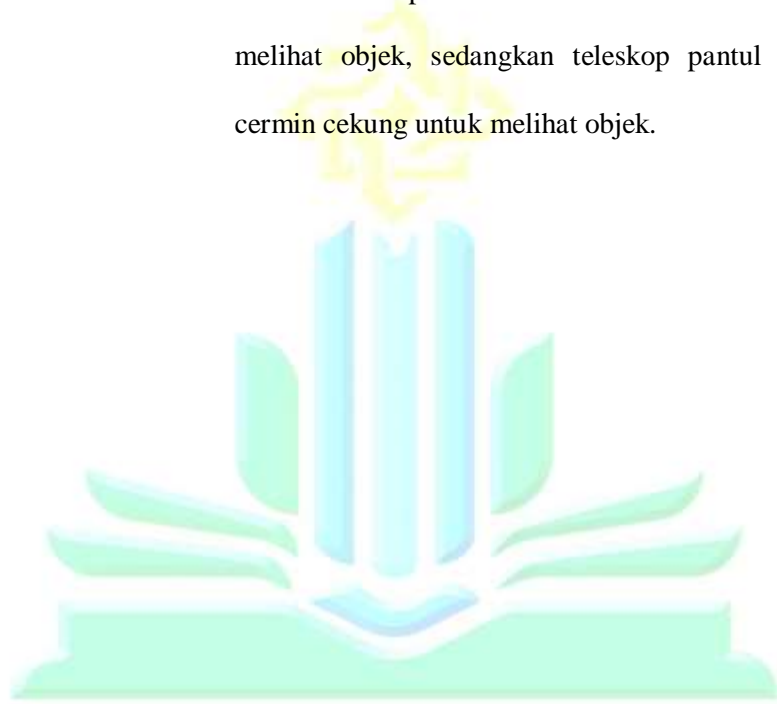 melihat objek, sedangkan teleskop pantul
cermin cekung untuk melihat objek.